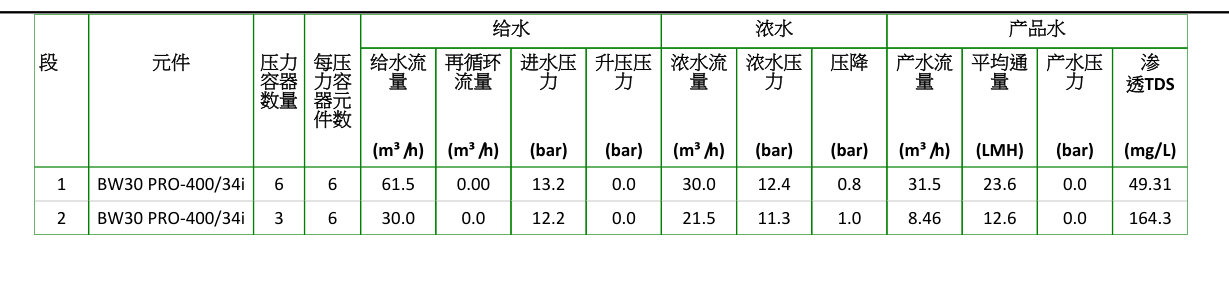 给水 浓水 产品水
段 元件 压力容器数量 每压力容器元件数 给水流量 再循环流量 进水压力 升压压力 浓水流量 浓水压力 压降 产水流量 平均通量 产水压力 渗透TDS
(m³/h) (m³/h) (bar) (bar) (m³/h) (bar) (bar) (m³/h) (LMH) (bar) (mg/L)
1 BW30 PRO-400/34i 6 6 61.5 0.00 13.2 0.0 30.0 12.4 0.8 31.5 23.6 0.0 49.31
2 BW30 PRO-400/34i 3 6 30.0 0.0 12.2 0.0 21.5 11.3 1.0 8.46 12.6 0.0 164.3